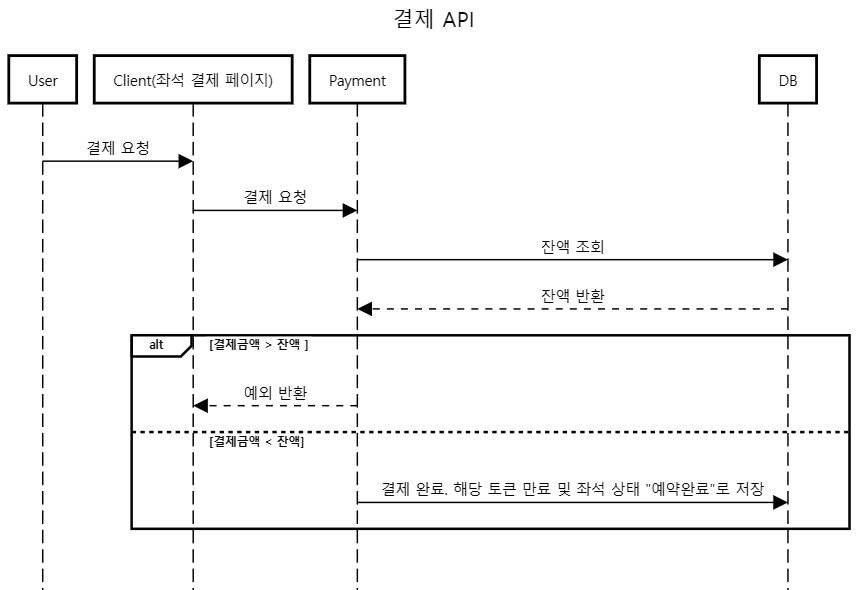 결제 API
User
Client(좌석 결제 페이지)
Payment
DB
결제 요청
결제 요청
잔액 조회
잔액 반환
alt
[결제금액 > 잔액 ]
예외 반환
[결제금액 < 잔액]
결제 완료. 해당 토큰 만료 및 좌석 상태 "예약완료"로 저장